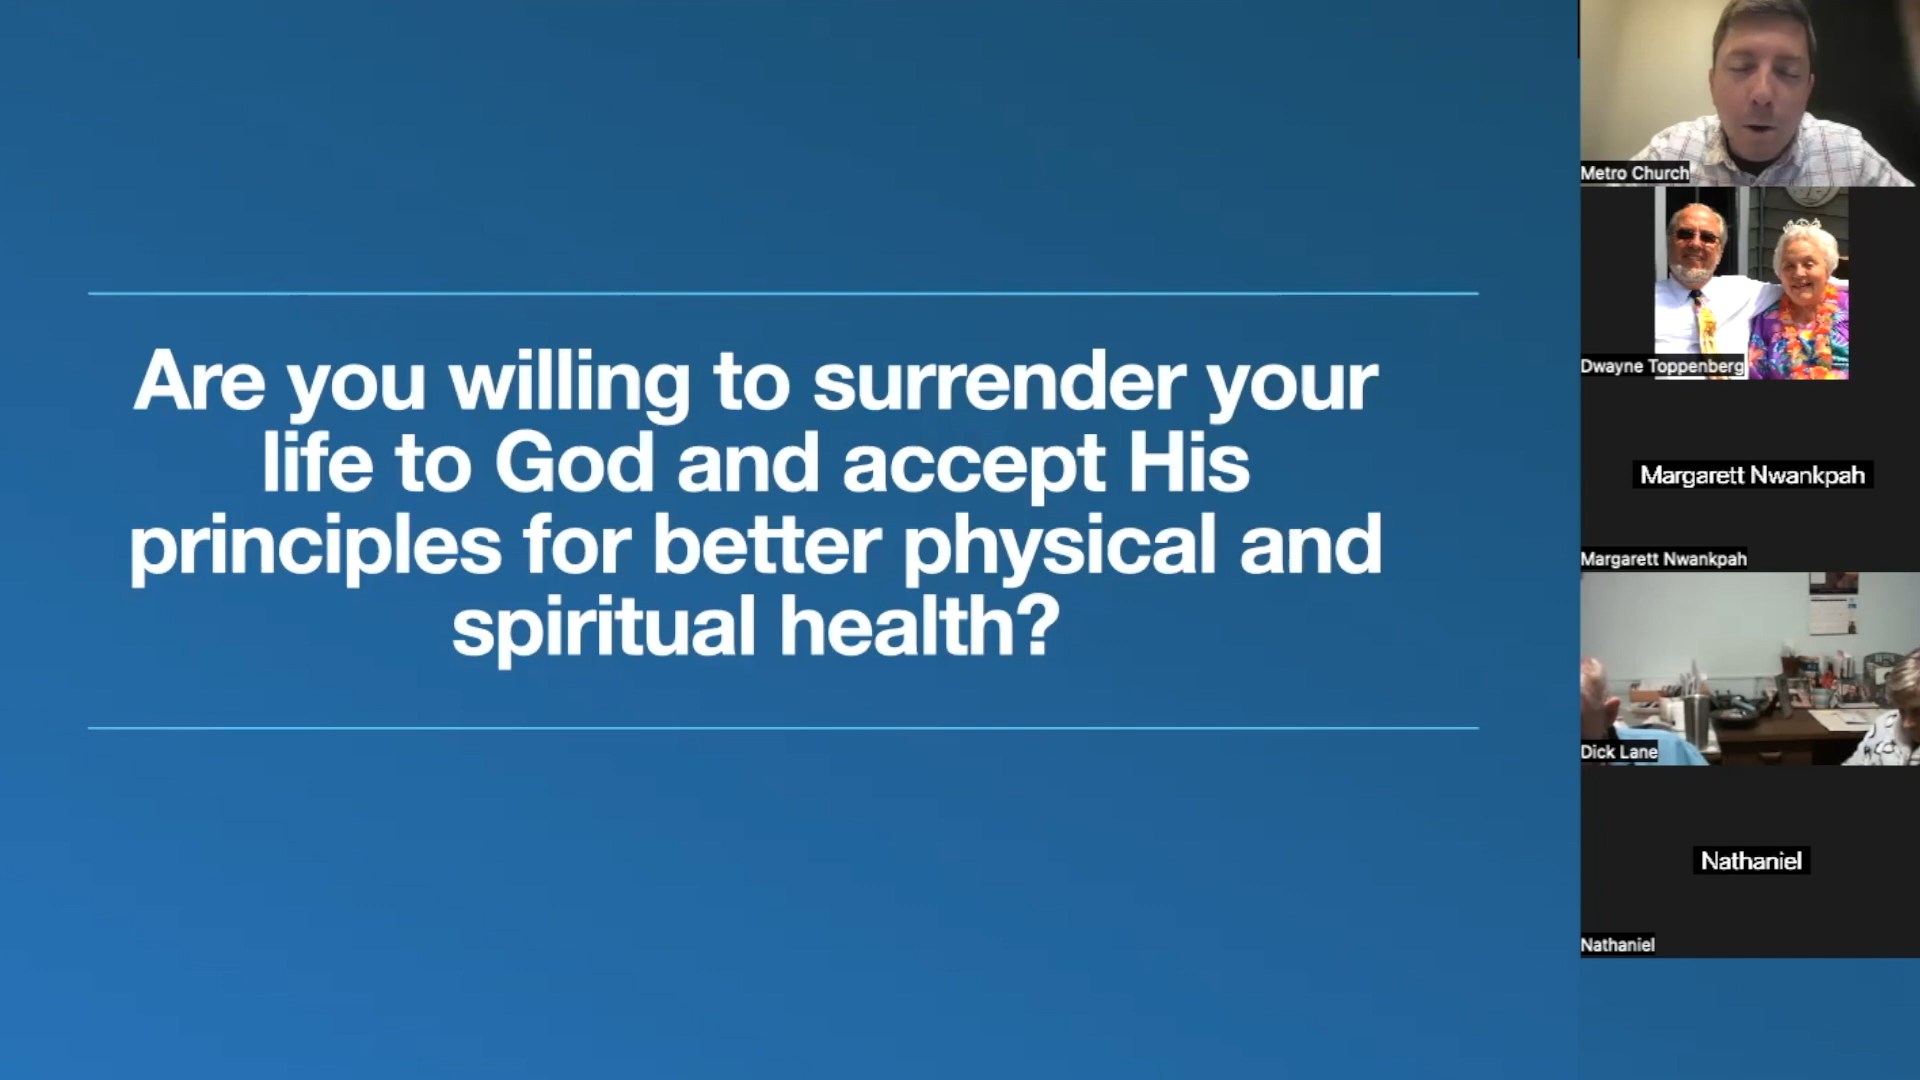 Are you willing to surrender your
life to God and accept His
principles for better physical and
spiritual health?
Metro Church
Dwayne Toppenberg
Margarett Nwankpah
Margarett Nwankpah
Dick Lane
Nathaniel
Nathaniel